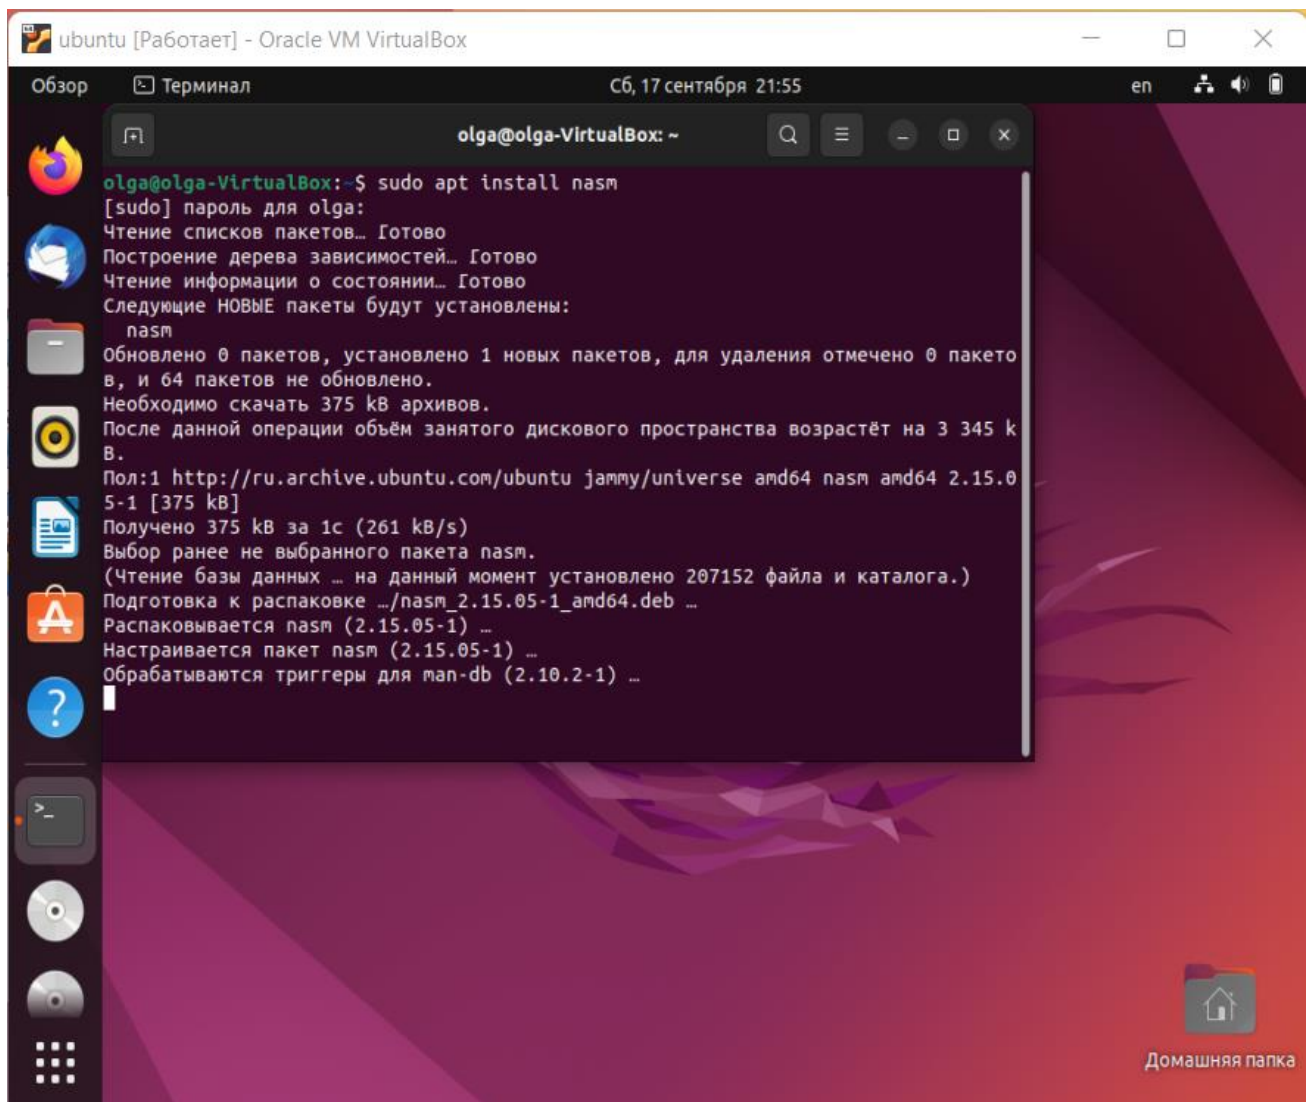 ubuntu [Работает] - Oracle VM VirtualBox
Обзор Терминал Сб, 17 сентября 21:55 en
olga@olga-VirtualBox: ~
olga@olga-VirtualBox:~$ sudo apt install nasm
[sudo] пароль для olga:
Чтение списков пакетов… Готово
Построение дерева зависимостей… Готово
Чтение информации о состоянии… Готово
Следующие НОВЫЕ пакеты будут установлены:
nasm
Обновлено 0 пакетов, установлено 1 новых пакетов, для удаления отмечено 0 пакето
в, и 64 пакетов не обновлено.
Необходимо скачать 375 kB архивов.
После данной операции объём занятого дискового пространства возрастёт на 3 345 k
B.
Пол:1 http://ru.archive.ubuntu.com/ubuntu jammy/universe amd64 nasm amd64 2.15.0
5-1 [375 kB]
Получено 375 kB за 1с (261 kB/s)
Выбор ранее не выбранного пакета nasm.
(Чтение базы данных … на данный момент установлено 207152 файла и каталога.)
Подготовка к распаковке …/nasm_2.15.05-1_amd64.deb …
Распаковывается nasm (2.15.05-1) …
Настраивается пакет nasm (2.15.05-1) …
Обрабатываются триггеры для man-db (2.10.2-1) …
Домашняя папка